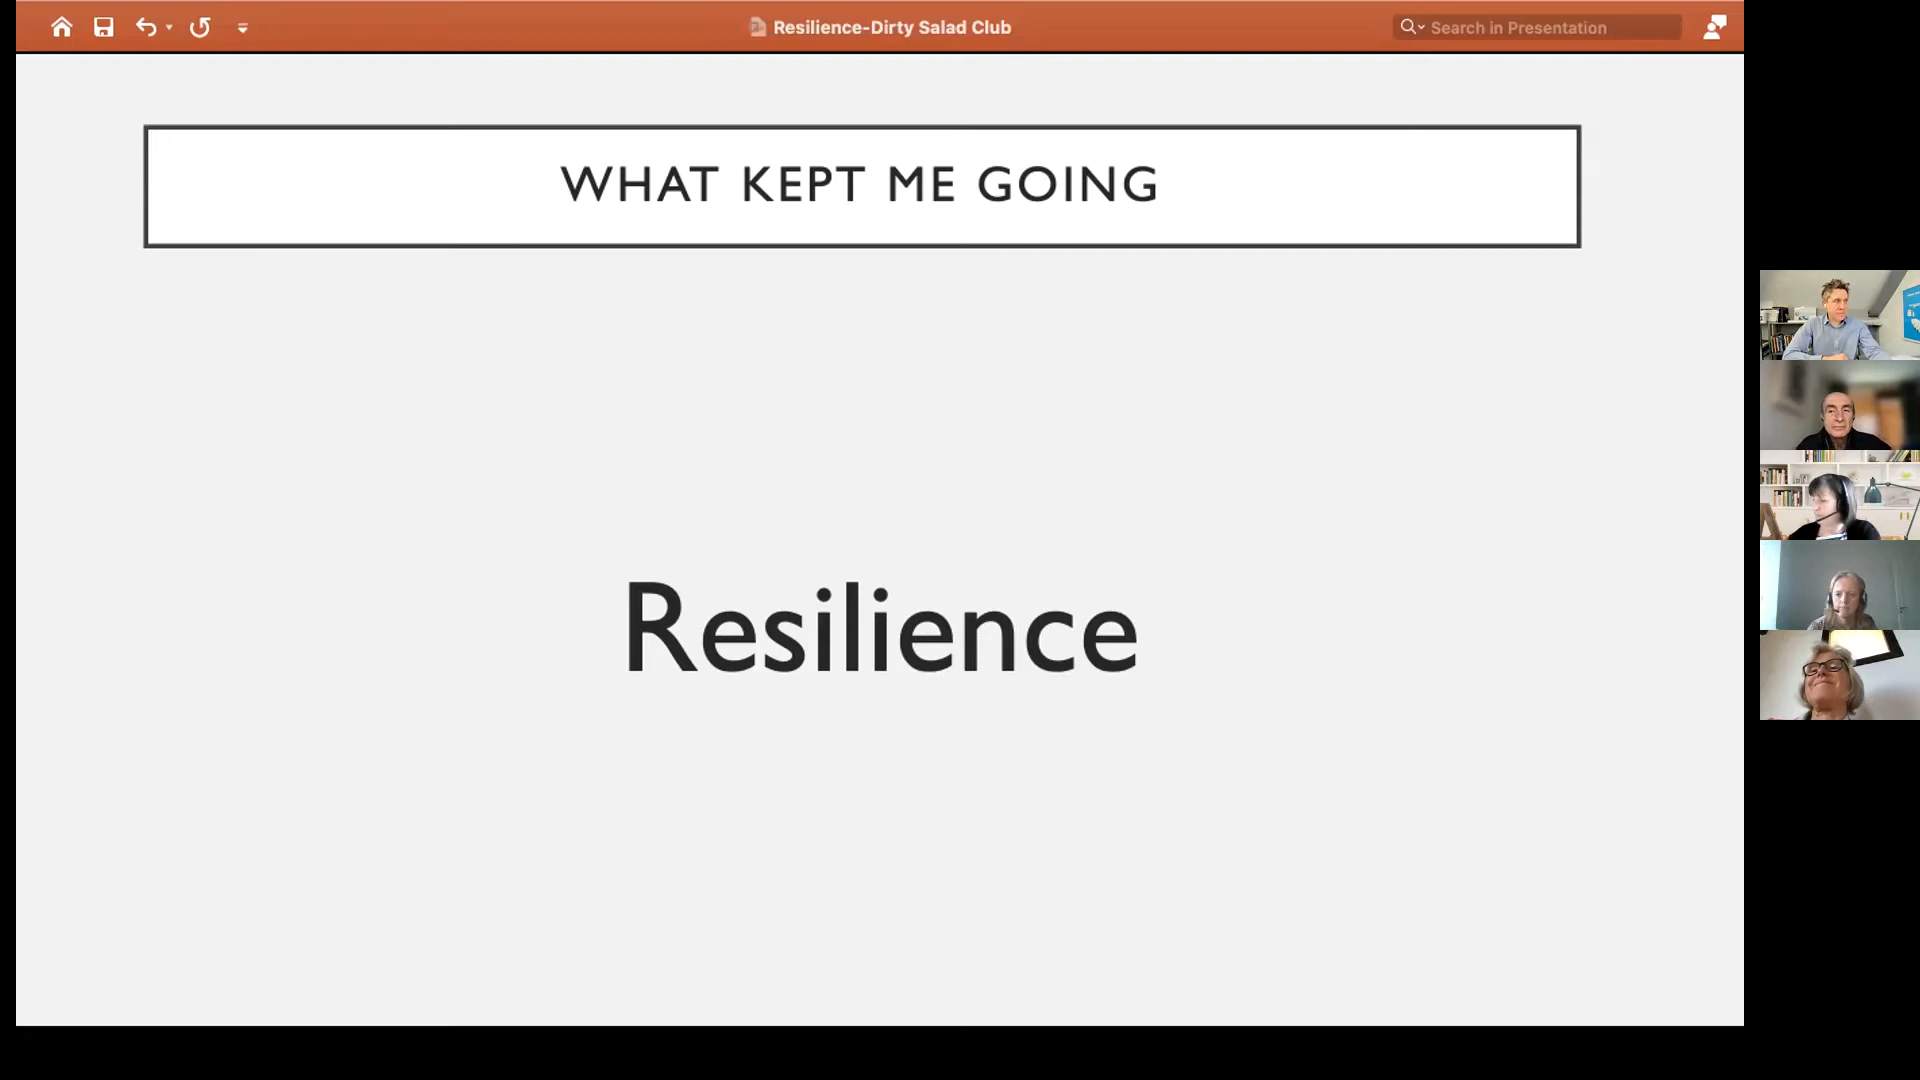 Resilience-Dirty Salad Club
Search in Presentation
WHAT KEPT ME GOING
Resilience